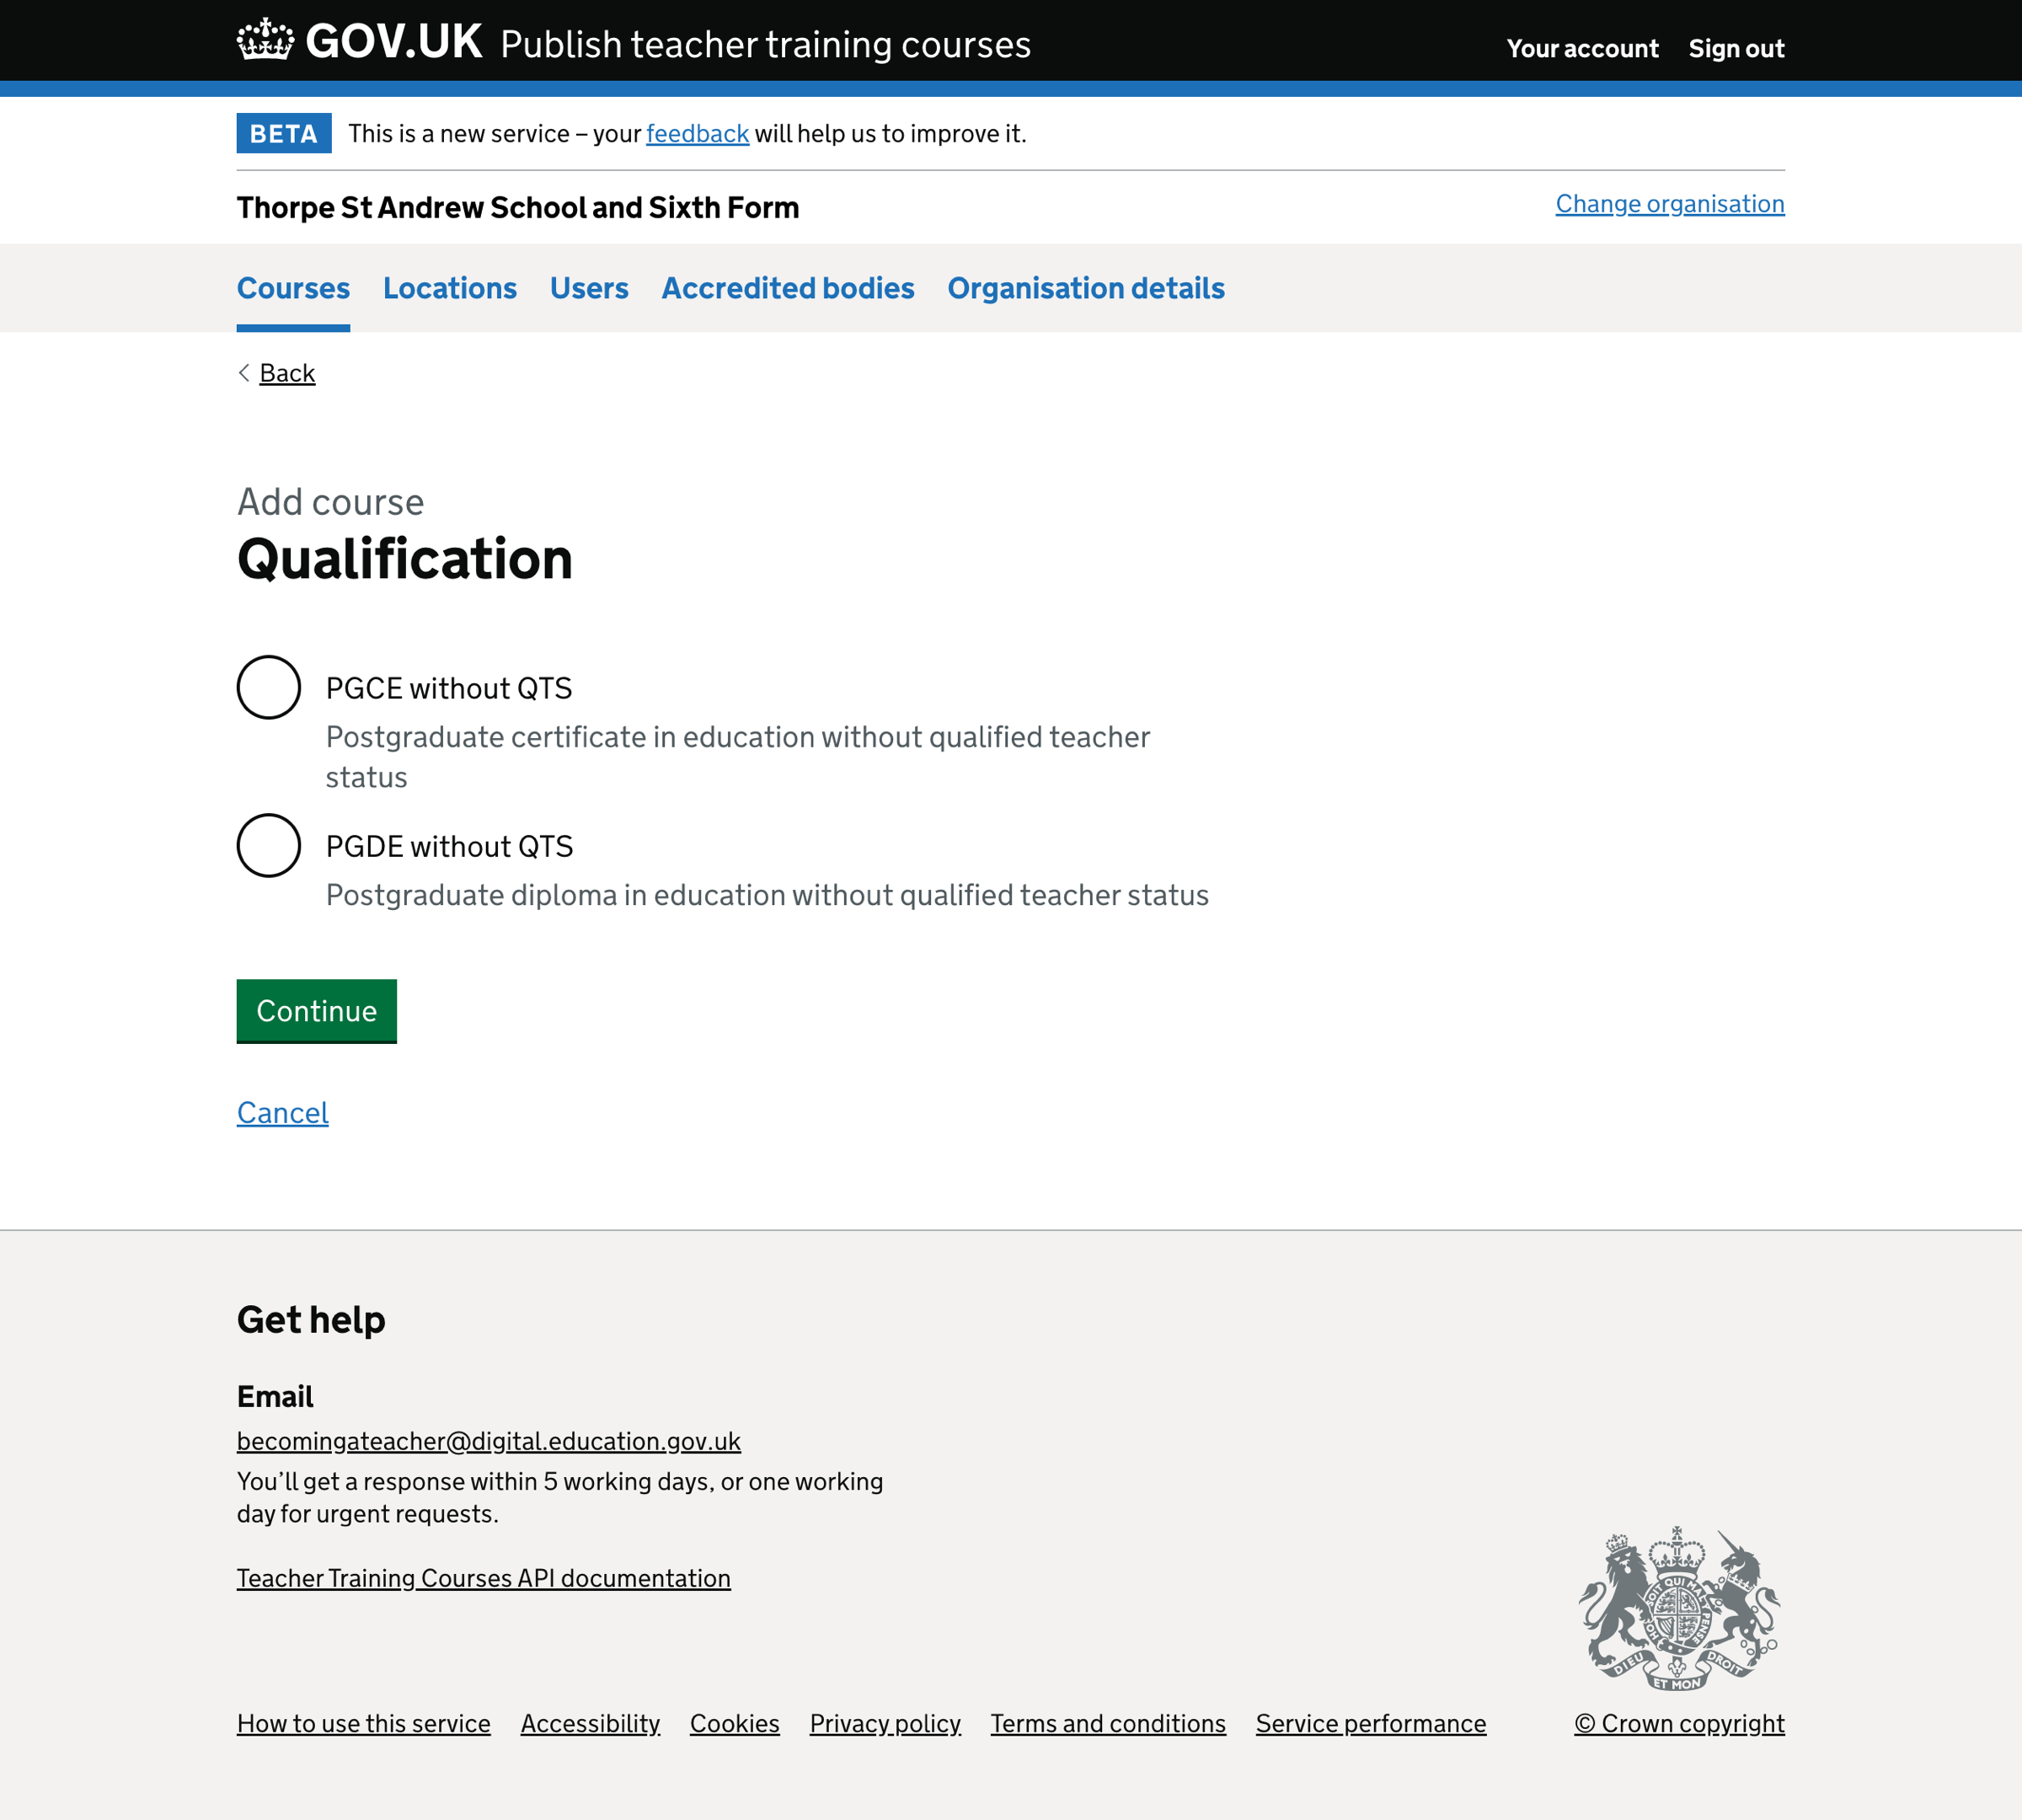 GOV.UK Publish teacher training courses
Your account Sign out
BETA This is a new service – your feedback will help us to improve it.
Thorpe St Andrew School and Sixth Form
Change organisation
Courses Locations Users Accredited bodies Organisation details
Back
Add course
Qualification
PGCE without QTS
Postgraduate certificate in education without qualified teacher
status
PGDE without QTS
Postgraduate diploma in education without qualified teacher status
Continue
Cancel
Get help
Email
becomingateacher@digital.education.gov.uk
You’ll get a response within 5 working days, or one working
day for urgent requests.
Teacher Training Courses API documentation
DIEU ET MON DROIT
How to use this service Accessibility Cookies Privacy policy Terms and conditions Service performance
© Crown copyright